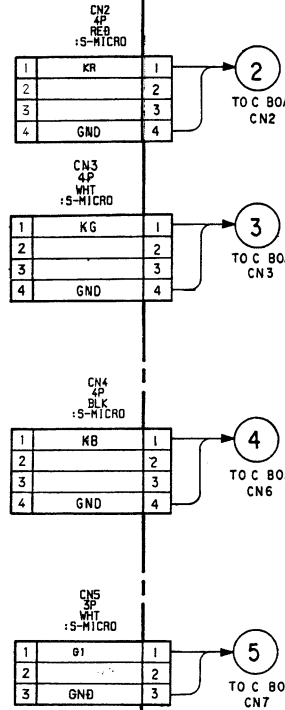 CN2
4P
RED
:S-MICRO
1 KR 1
2 2
3 3
4 GND 4
2
TO C BOA
CN2
CN3
4P
WHT
:S-MICRO
1 KG 1
2 2
3 3
4 GND 4
3
TO C BO
CN3
CN4
4P
BLK
:S-MICRO
1 KB 1
2 2
3 3
4 GND 4
4
TO C BO
CN6
CN5
3P
WHT
:S-MICRO
1 G1 1
2 2
3 GND 3
5
TO C BO
CN7